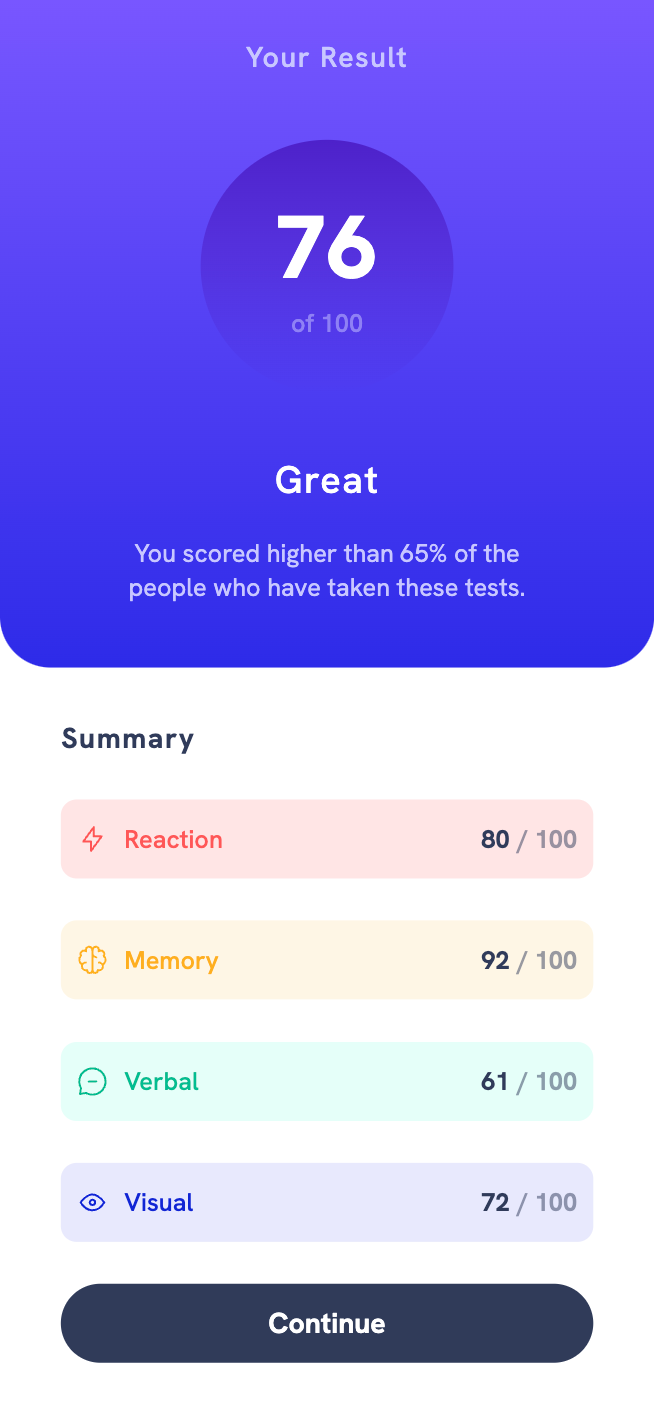 Your Result
76
of 100
Great
You scored higher than 65% of the
people who have taken these tests.
Summary
Reaction 80 / 100
Memory 92 / 100
Verbal 61 / 100
Visual 72 / 100
Continue